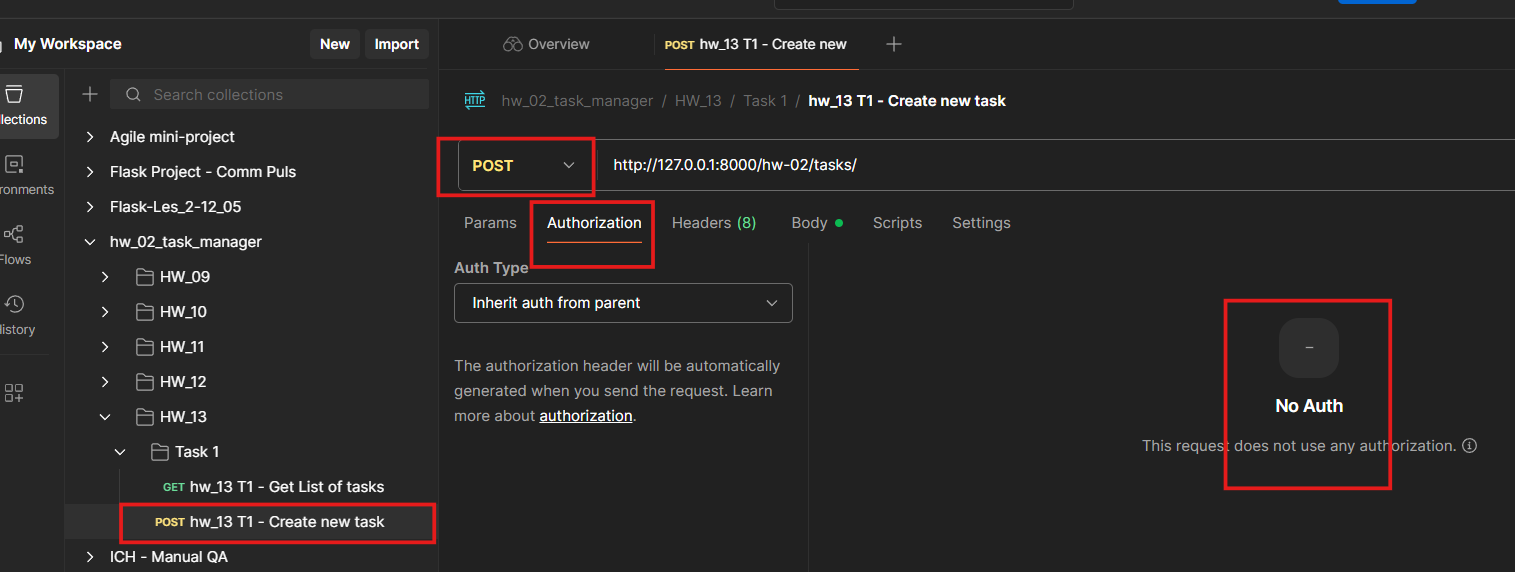 My Workspace
New
Import
Overview
POST hw_13 T1 - Create new
Search collections
llections
ronments
Flows
listory
Agile mini-project
Flask Project - Comm Puls
Flask-Les_2-12_05
hw_02_task_manager
HW_09
HW_10
HW_11
HW_12
HW_13
Task 1
GET hw_13 T1 - Get List of tasks
POST hw_13 T1 - Create new task
ICH - Manual QA
HTTP hw_02_task_manager / HW_13 / Task 1 / hw_13 T1 - Create new task
POST http://127.0.0.1:8000/hw-02/tasks/
Params Authorization Headers (8) Body Scripts Settings
Auth Type
Inherit auth from parent
The authorization header will be automatically
generated when you send the request. Learn
more about authorization.
No Auth
This request does not use any authorization.